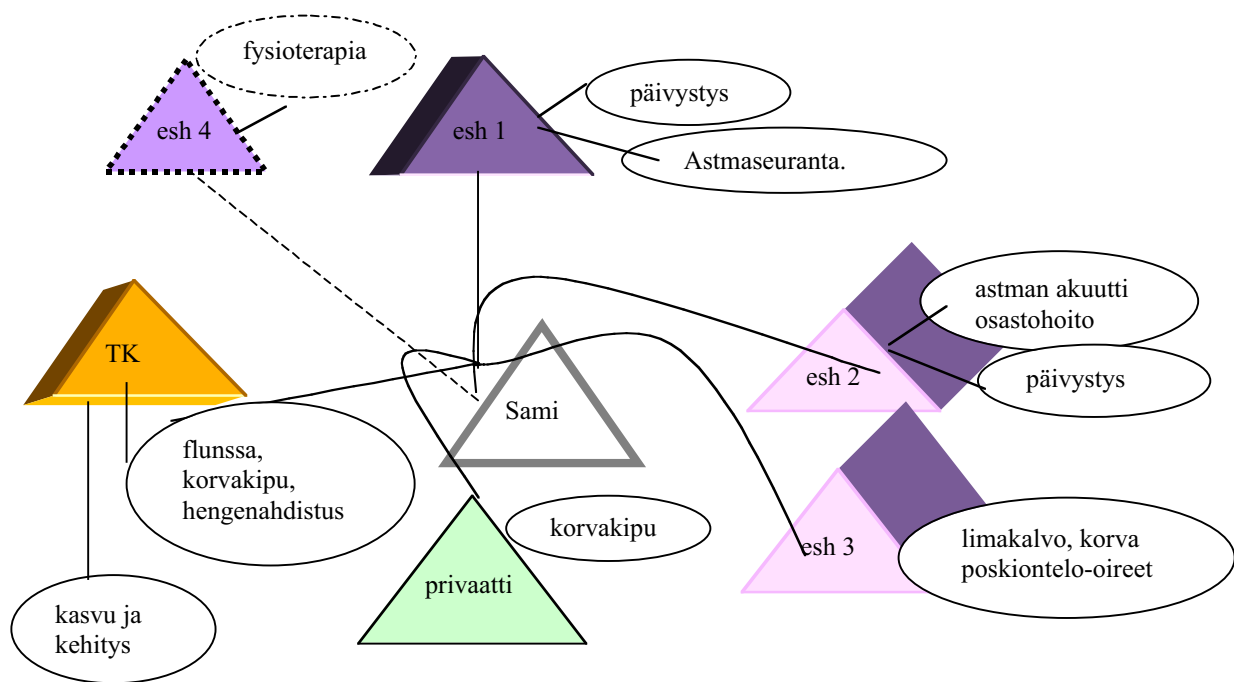 fysioterapia
esh 4
esh 1
päivystys
Astmaseuranta.
TK
flunssa,
korvakipu,
hengenahdistus
kasvu ja
kehitys
Sami
privaatti
korvakipu
astman akuutti
osastohoito
esh 2
päivystys
esh 3
limakalvo, korva
poskiontelo-oireet